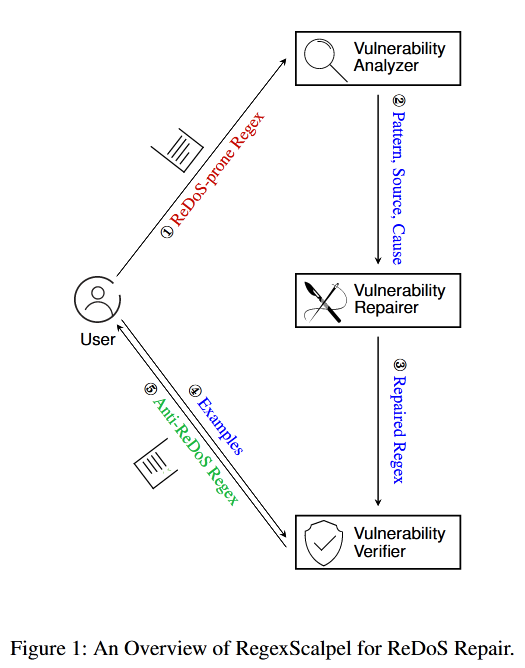 Vulnerability
Analyzer
① ReDoS-prone Regex
② Pattern, Source, Cause
Vulnerability
Repairer
User
③ Repaired Regex
④ Examples
⑤ Anti-ReDoS Regex
Vulnerability
Verifier
Figure 1: An Overview of RegexScalpel for ReDoS Repair.